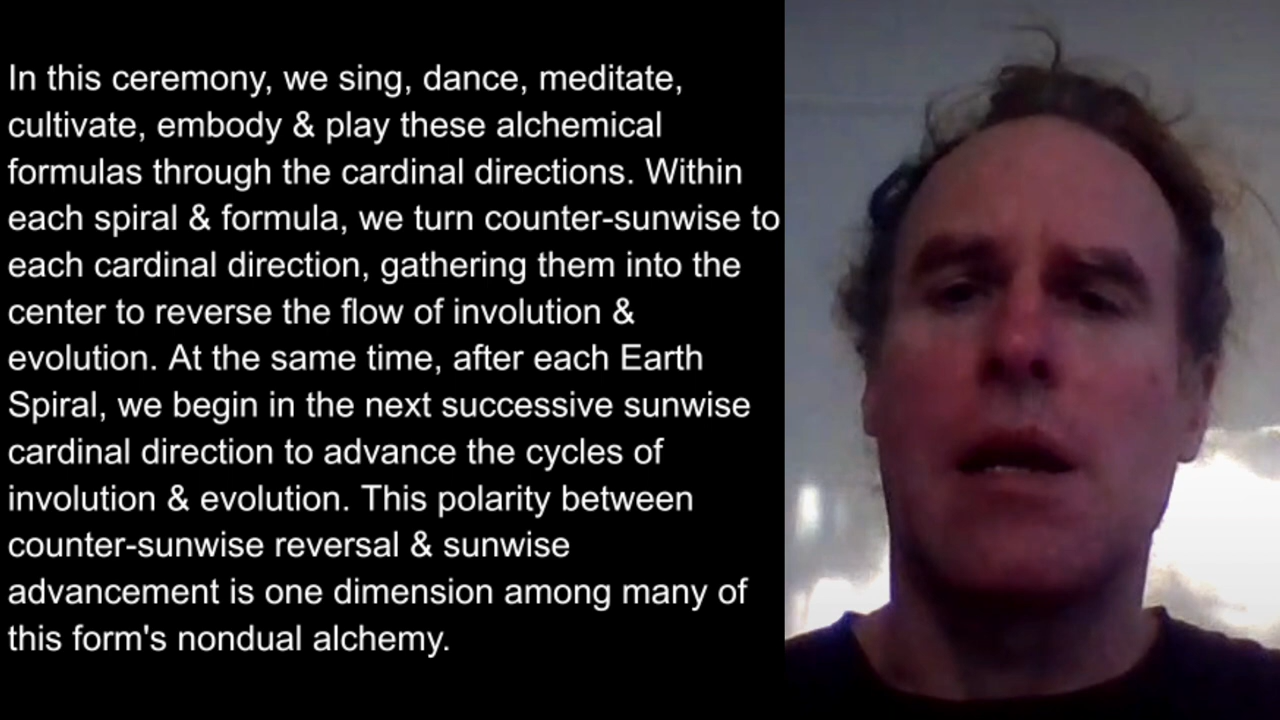 In this ceremony, we sing, dance, meditate,
cultivate, embody & play these alchemical
formulas through the cardinal directions. Within
each spiral & formula, we turn counter-sunwise to
each cardinal direction, gathering them into the
center to reverse the flow of involution &
evolution. At the same time, after each Earth
Spiral, we begin in the next successive sunwise
cardinal direction to advance the cycles of
involution & evolution. This polarity between
counter-sunwise reversal & sunwise
advancement is one dimension among many of
this form's nondual alchemy.